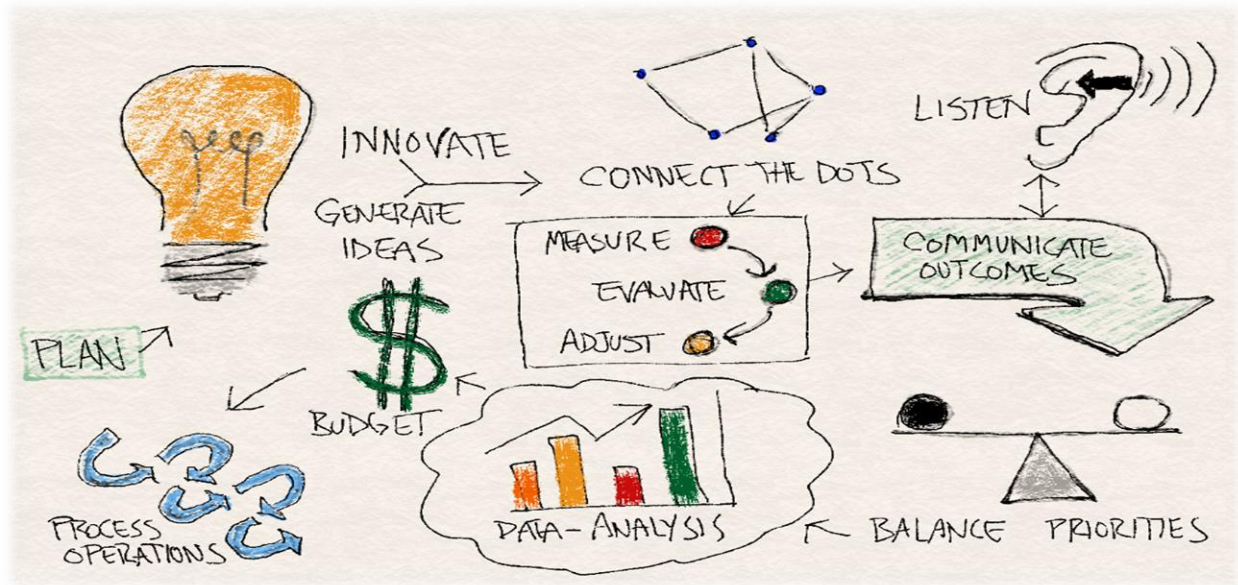 INNOVATE
GENERATE
IDEAS
CONNECT THE DOTS
LISTEN
MEASURE
EVALUATE
ADJUST
COMMUNICATE
OUTCOMES
PLAN
BUDGET
PROCESS
OPERATIONS
DATA-ANALYSIS
BALANCE PRIORITIES